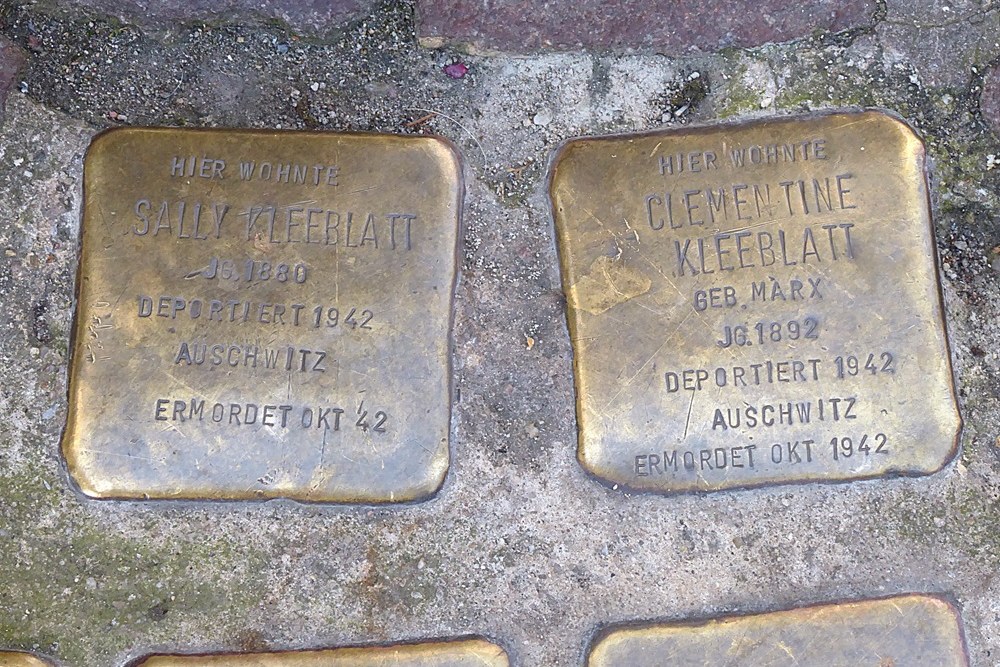 HIER WOHNTE
SALLY KLEEBLATT
JG. 1880
DEPORTIERT 1942
AUSCHWITZ
ERMORDET OKT '42
HIER WOHNTE
CLEMENTINE
KLEEBLATT
GEB. MARX
JG. 1892
DEPORTIERT 1942
AUSCHWITZ
ERMORDET OKT 1942